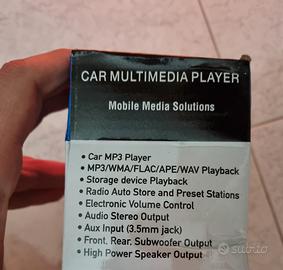 CAR MULTIMEDIA PLAYER
Mobile Media Solutions
• Car MP3 Player
• MP3/WMA/FLAC/APE/WAV Playback
• Storage device Playback
• Radio Auto Store and Preset Stations
• Electronic Volume Control
• Audio Stereo Output
• Aux Input (3.5mm jack)
• Front, Rear, Subwoofer Output
• High Power Speaker Output
subito